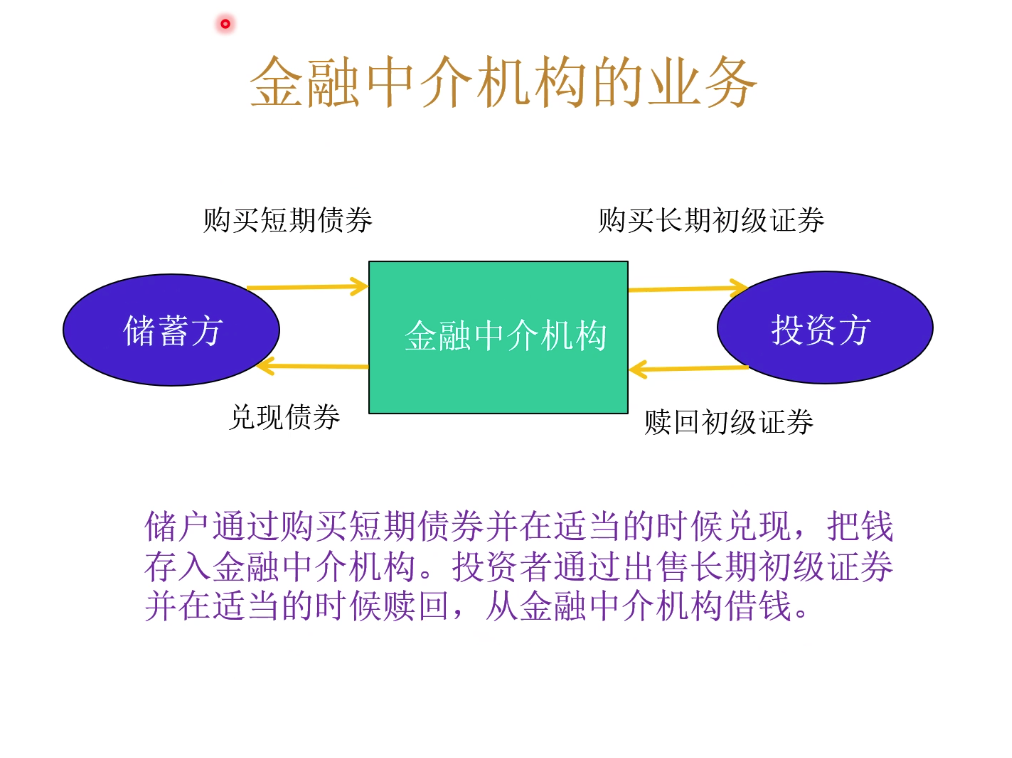 金融中介机构的业务
购买短期债券
购买长期初级证券
储蓄方
金融中介机构
投资方
兑现债券
赎回初级证券
储户通过购买短期债券并在适当的时候兑现，把钱
存入金融中介机构。投资者通过出售长期初级证券
并在适当的时候赎回，从金融中介机构借钱。